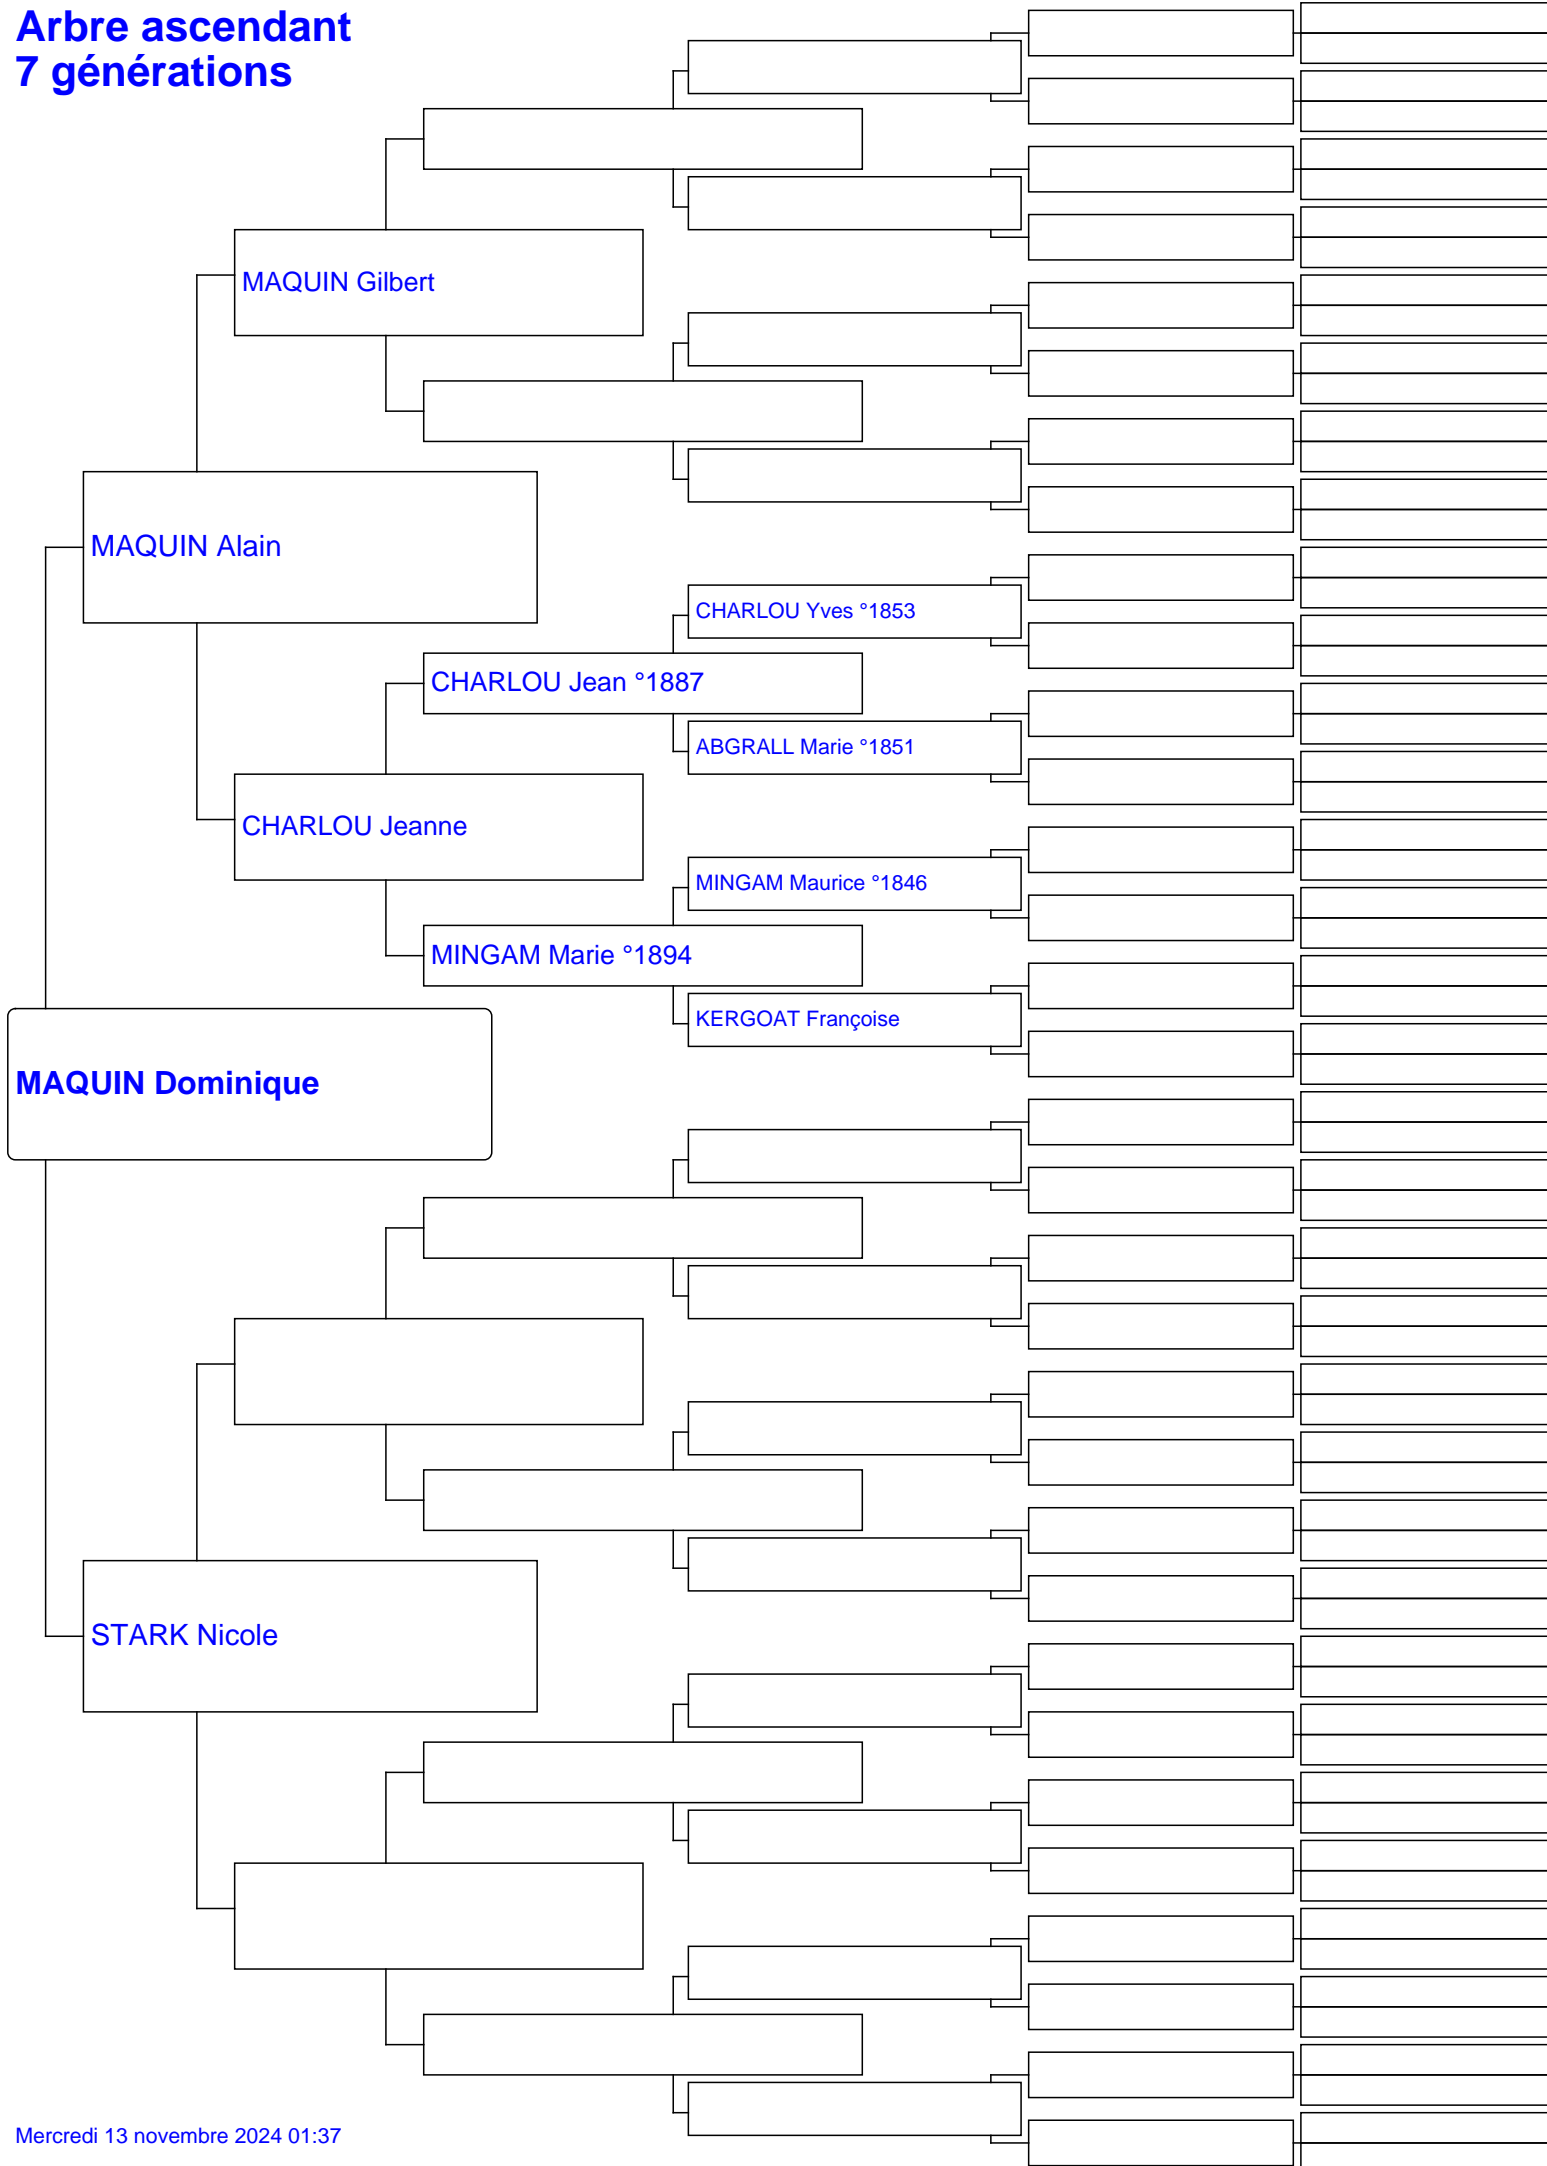 Arbre ascendant
7 générations
MAQUIN Gilbert
MAQUIN Alain
CHARLOU Yves °1853
CHARLOU Jean °1887
ABGRALL Marie °1851
CHARLOU Jeanne
MINGAM Maurice °1846
MINGAM Marie °1894
KERGOAT Françoise
MAQUIN Dominique
STARK Nicole
Mercredi 13 novembre 2024 01:37